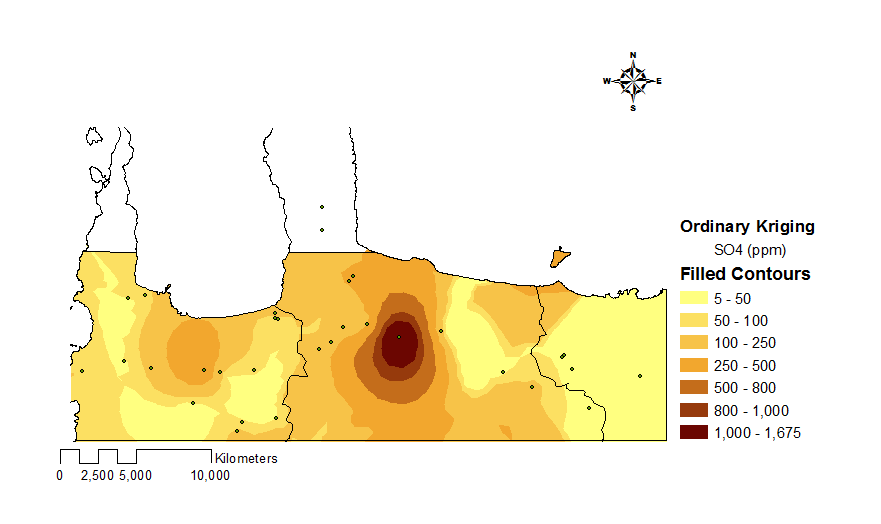 N
W E
S
Ordinary Kriging
SO4 (ppm)
Filled Contours
5 - 50
50 - 100
100 - 250
250 - 500
500 - 800
800 - 1,000
1,000 - 1,675
Kilometers
0 2,500 5,000 10,000